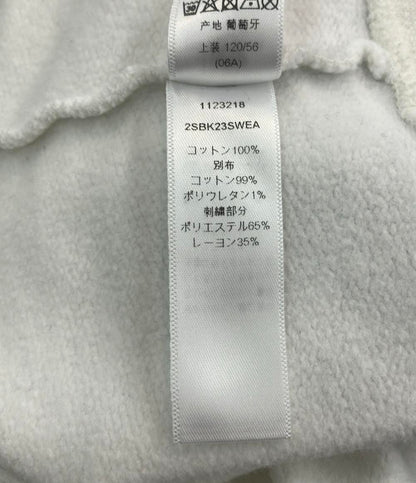 产地 葡萄牙
上装 120/56
(06A)
1123218
2SBK23SWEA
コットン100%
別布
コットン99%
ポリウレタン1%
刺繍部分
ポリエステル65%
レーヨン35%